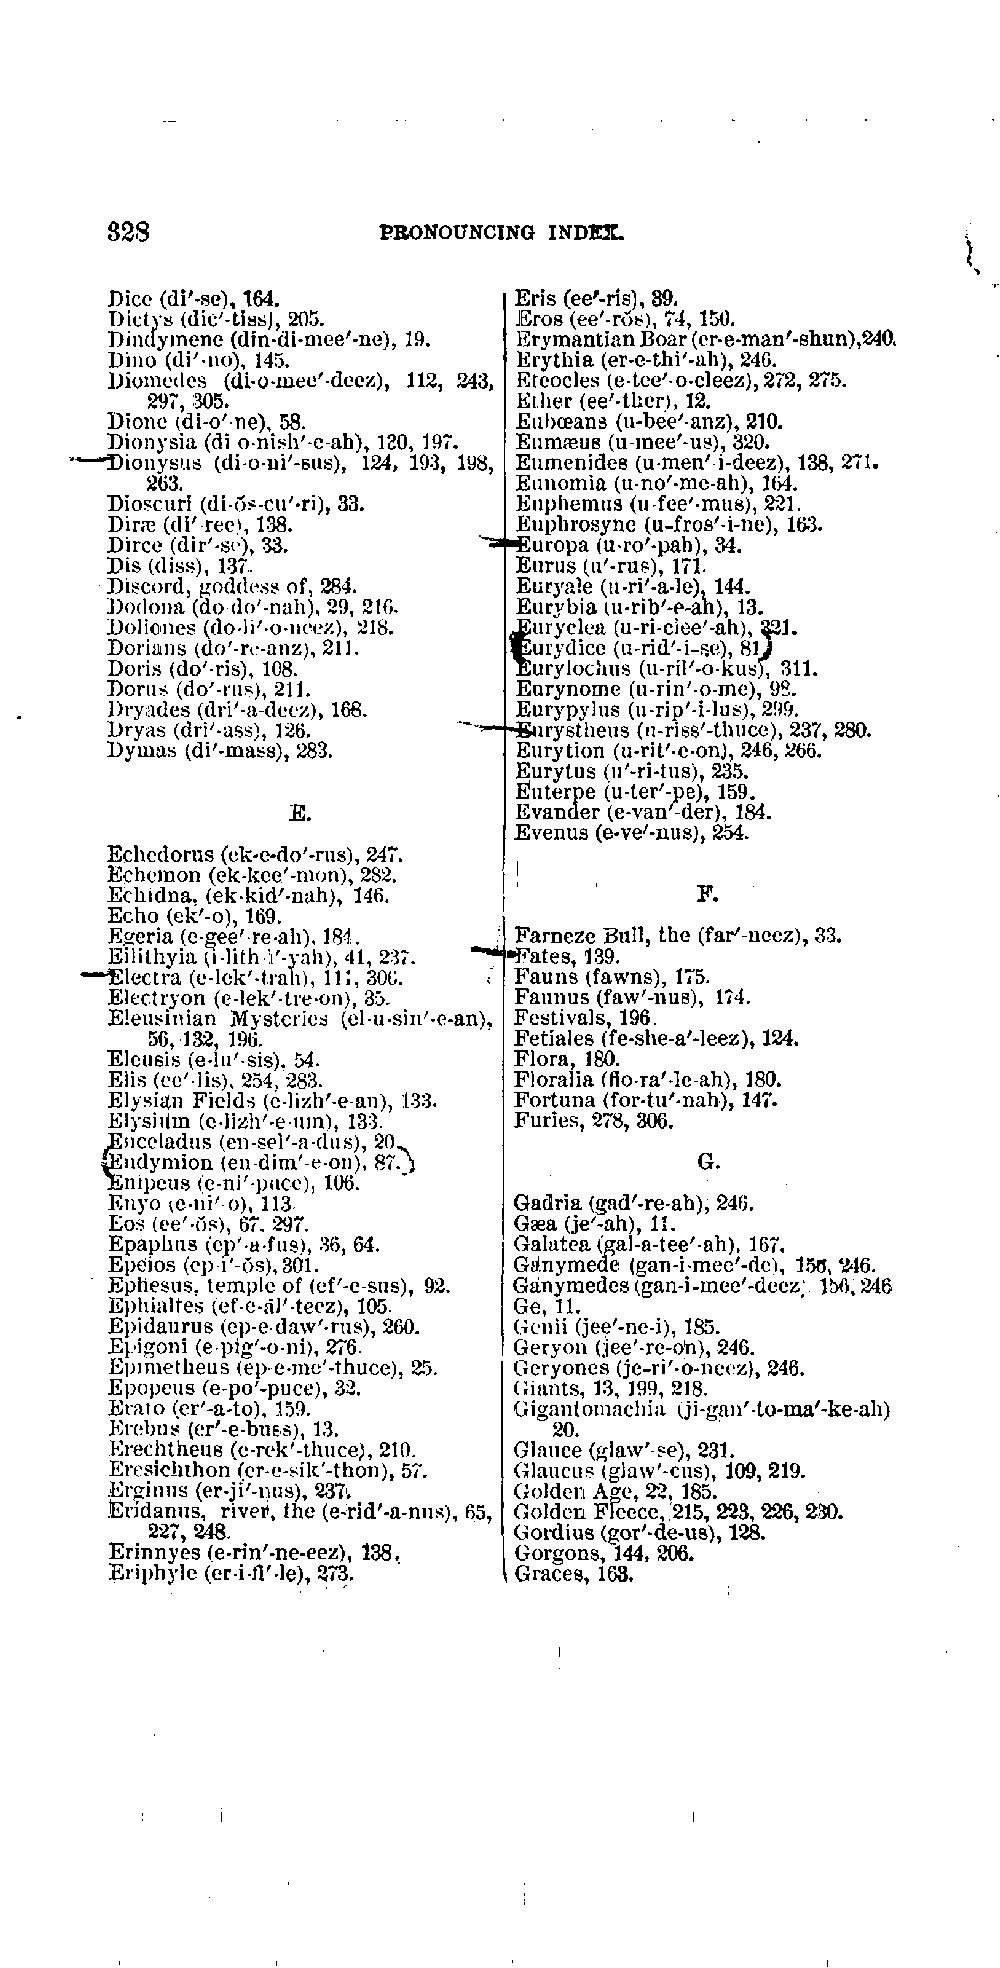 328
PRONOUNCING INDEX.
Dice (di′-se), 164.
Dictys (dic′-tiss), 205.
Dindymene (din-di-mee′-ne), 19.
Dino (di′-no), 145.
Diomedes (di-o-mee′-deez), 112, 243,
297, 305.
Dione (di-o′-ne), 58.
Dionysia (di o-nish′-e-ah), 130, 197.
Dionysus (di-o-ni′-sus), 124, 193, 198,
263.
Dioscuri (di-ŏs-cu′-ri), 33.
Diræ (di′ ree), 138.
Dirce (dir′-se), 33.
Dis (diss), 137.
Discord, goddess of, 284.
Dodona (do do′-nah), 29, 216.
Doliones (do-li′-o-neez), 218.
Dorians (do′-re-anz), 211.
Doris (do′-ris), 108.
Dorus (do′-rus), 211.
Dryades (dri′-a-deez), 168.
Dryas (dri′-ass), 126.
Dymas (di′-mass), 283.
E.
Echedorus (ek-e-do′-rus), 247.
Echemon (ek-kee′-mon), 282.
Echidna, (ek-kid′-nah), 146.
Echo (ek′-o), 169.
Egeria (e-gee′-re-ah), 184.
Eilithyia (i-lith-i′-yah), 41, 237.
Electra (e-lek′-trah), 111, 306.
Electryon (e-lek′-tre-on), 35.
Eleusinian Mysteries (el-u-sin′-e-an),
56, 132, 196.
Eleusis (e-lu′-sis), 54.
Elis (ee′-lis), 254, 283.
Elysian Fields (e-lizh′-e-an), 133.
Elysium (e-lizh′-e-um), 133.
Enceladus (en-sel′-a-dus), 20.
Endymion (en-dim′-e-on), 87.
Enipeus (e-ni′-puce), 106.
Enyo (e-ni′-o), 113.
Eos (ee′-ŏs), 67, 297.
Epaphus (ep′-a-fus), 36, 64.
Epeios (ep-i′-ŏs), 301.
Ephesus, temple of (ef′-e-sus), 92.
Ephialtes (ef-e-ăl′-teez), 105.
Epidaurus (ep-e-daw′-rus), 260.
Epigoni (e-pig′-o-ni), 276.
Epimetheus (ep-e-me′-thuce), 25.
Epopeus (e-po′-puce), 32.
Erato (er′-a-to), 159.
Erebus (er′-e-buss), 13.
Erechtheus (e-rek′-thuce), 210.
Eresichthon (er-e-sik′-thon), 57.
Erginus (er-ji′-nus), 237.
Eridanus, river, the (e-rid′-a-nus), 65,
227, 248.
Erinnyes (e-rin′-ne-eez), 138.
Eriphyle (er-i-fi′-le), 273.
Eris (ee′-ris), 39.
Eros (ee′-rŏs), 74, 150.
Erymantian Boar (er-e-man′-shun),240.
Erythia (er-e-thi′-ah), 246.
Eteocles (e-tee′-o-cleez), 272, 275.
Ether (ee′-ther), 12.
Eubœans (u-bee′-anz), 210.
Eumæus (u-mee′-us), 320.
Eumenides (u-men′-i-deez), 138, 271.
Eunomia (u-no′-me-ah), 164.
Euphemus (u-fee′-mus), 221.
Euphrosyne (u-fros′-i-ne), 163.
Europa (u-ro′-pah), 34.
Eurus (u′-rus), 171.
Euryale (u-ri′-a-le), 144.
Eurybia (u-rib′-e-ah), 13.
Euryclea (u-ri-clee′-ah), 321.
Eurydice (u-rid′-i-se), 81
Eurylochus (u-ril′-o-kus), 311.
Eurynome (u-rin′-o-me), 98.
Eurypylus (u-rip′-i-lus), 299.
Eurystheus (u-riss′-thuce), 237, 280.
Eurytion (u-rit′-e-on), 246, 266.
Eurytus (u′-ri-tus), 235.
Euterpe (u-ter′-pe), 159.
Evander (e-van′-der), 184.
Evenus (e-ve′-nus), 254.
F.
Farneze Bull, the (far′-neez), 33.
Fates, 139.
Fauns (fawns), 175.
Faunus (faw′-nus), 174.
Festivals, 196.
Fetiales (fe-she-a′-leez), 124.
Flora, 180.
Floralia (flo-ra′-le-ah), 180.
Fortuna (for-tu′-nah), 147.
Furies, 278, 306.
G.
Gadria (gad′-re-ah), 246.
Gæa (je′-ah), 11.
Galatea (gal-a-tee′-ah), 167.
Ganymede (gan-i-mee′-de), 156, 246.
Ganymedes (gan-i-mee′-deez), 156, 246
Ge, 11.
Genii (jee′-ne-i), 185.
Geryon (jee′-re-on), 246.
Geryones (je-ri′-o-neez), 246.
Giants, 13, 199, 218.
Gigantomachia (ji-gan′-to-ma′-ke-ah)
20.
Glauce (glaw′-se), 231.
Glaucus (glaw′-cus), 109, 219.
Golden Age, 22, 185.
Golden Fleece, 215, 223, 226, 230.
Gordius (gor′-de-us), 128.
Gorgons, 144, 206.
Graces, 163.